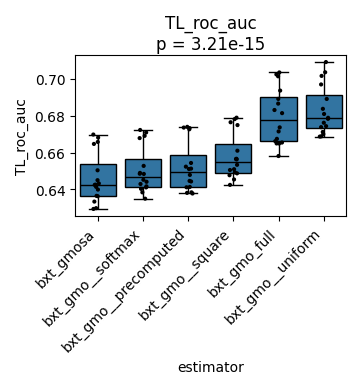 TL_roc_auc
p = 3.21e-15
TL_roc_auc
0.70
0.68
0.66
0.64
bxt_gmosa
bxt_gmo__softmax
bxt_gmo__precomputed
bxt_gmo__square
bxt_gmo_full
bxt_gmo__uniform
estimator